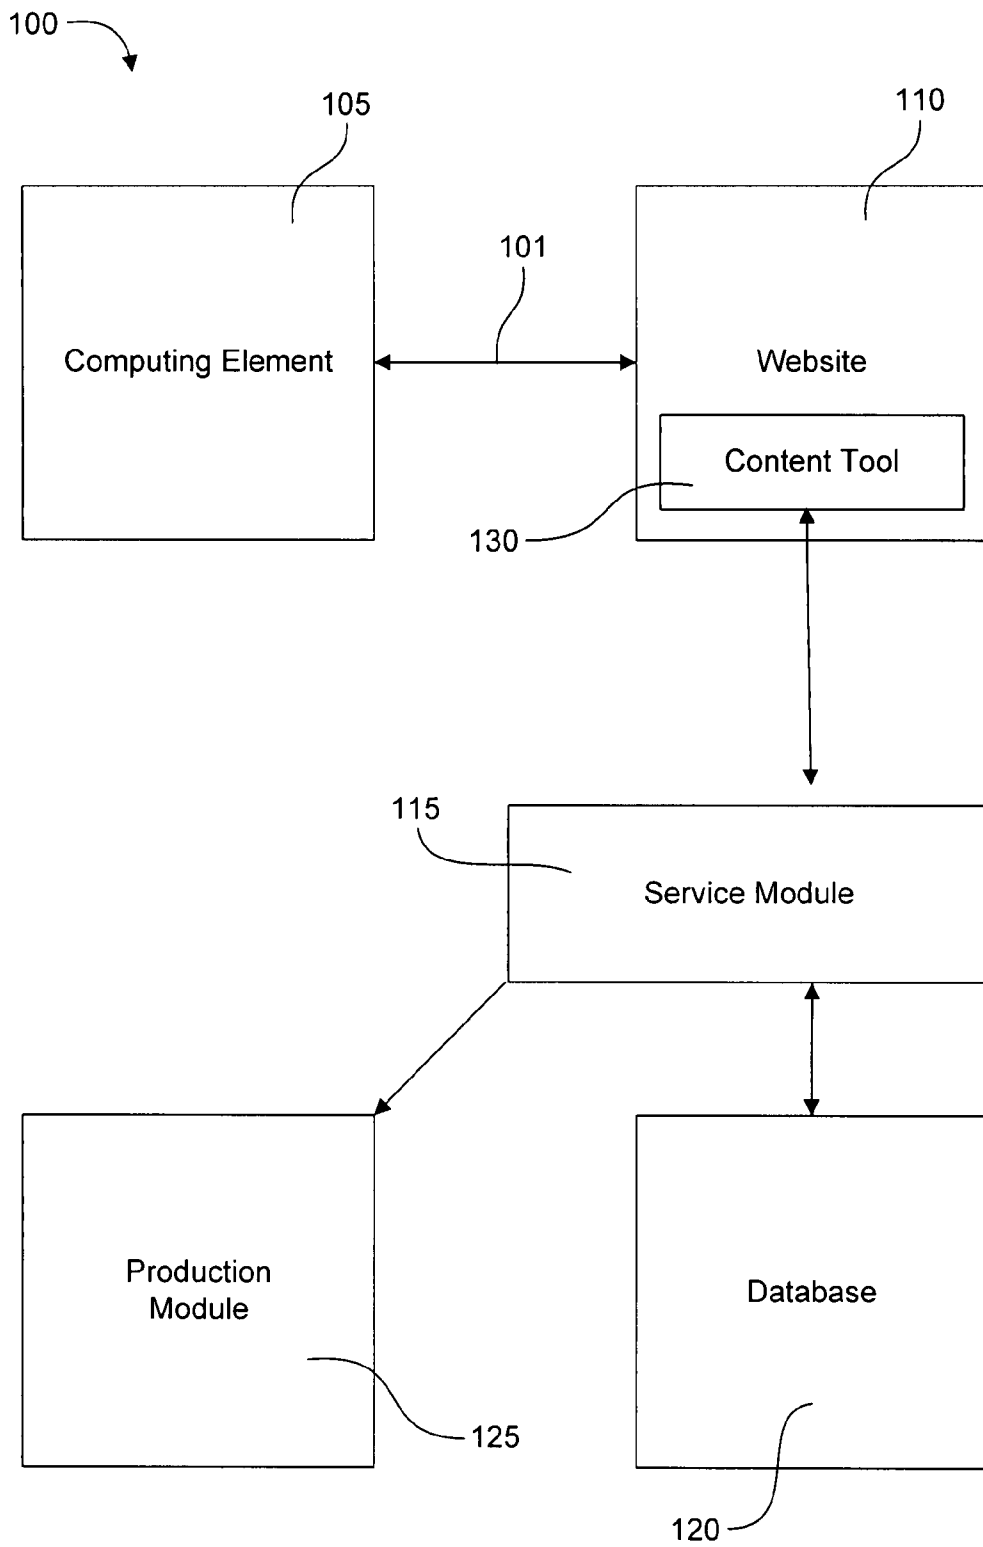 100
105
110
101
Computing Element
Website
Content Tool
130
115
Service Module
Production
Module
Database
125
120